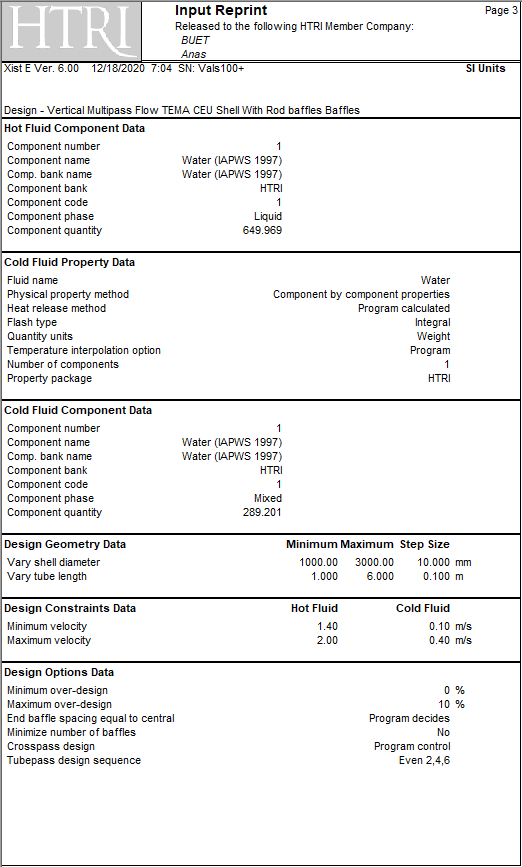 HTRI
Input Reprint Page 3
Released to the following HTRI Member Company:
BUET
Anas
Xist E Ver. 6.00 12/18/2020 7:04 SN: Vals100+ SI Units
Design - Vertical Multipass Flow TEMA CEU Shell With Rod baffles Baffles
Hot Fluid Component Data
Component number 1
Component name Water (IAPWS 1997)
Comp. bank name Water (IAPWS 1997)
Component bank HTRI
Component code 1
Component phase Liquid
Component quantity 649.969
Cold Fluid Property Data
Fluid name Water
Physical property method Component by component properties
Heat release method Program calculated
Flash type Integral
Quantity units Weight
Temperature interpolation option Program
Number of components 1
Property package HTRI
Cold Fluid Component Data
Component number 1
Component name Water (IAPWS 1997)
Comp. bank name Water (IAPWS 1997)
Component bank HTRI
Component code 1
Component phase Mixed
Component quantity 289.201
Design Geometry Data Minimum Maximum Step Size
Vary shell diameter 1000.00 3000.00 10.000 mm
Vary tube length 1.000 6.000 0.100 m
Design Constraints Data Hot Fluid Cold Fluid
Minimum velocity 1.40 0.10 m/s
Maximum velocity 2.00 0.40 m/s
Design Options Data
Minimum over-design 0 %
Maximum over-design 10 %
End baffle spacing equal to central Program decides
Minimize number of baffles No
Crosspass design Program control
Tubepass design sequence Even 2,4,6